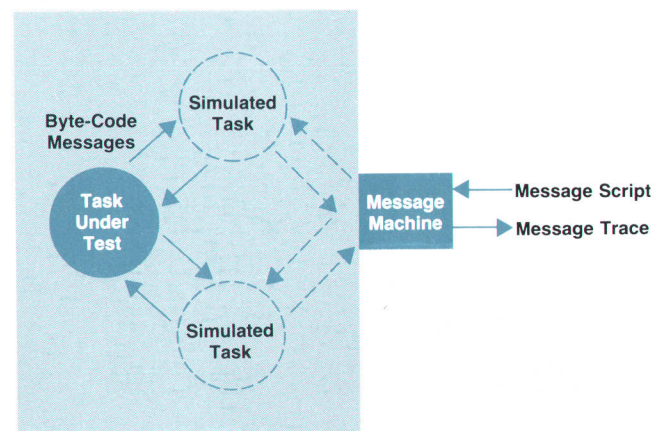 Simulated
Task
Byte-Code
Messages
Task
Under
Test
Message
Machine
Message Script
Message Trace
Simulated
Task